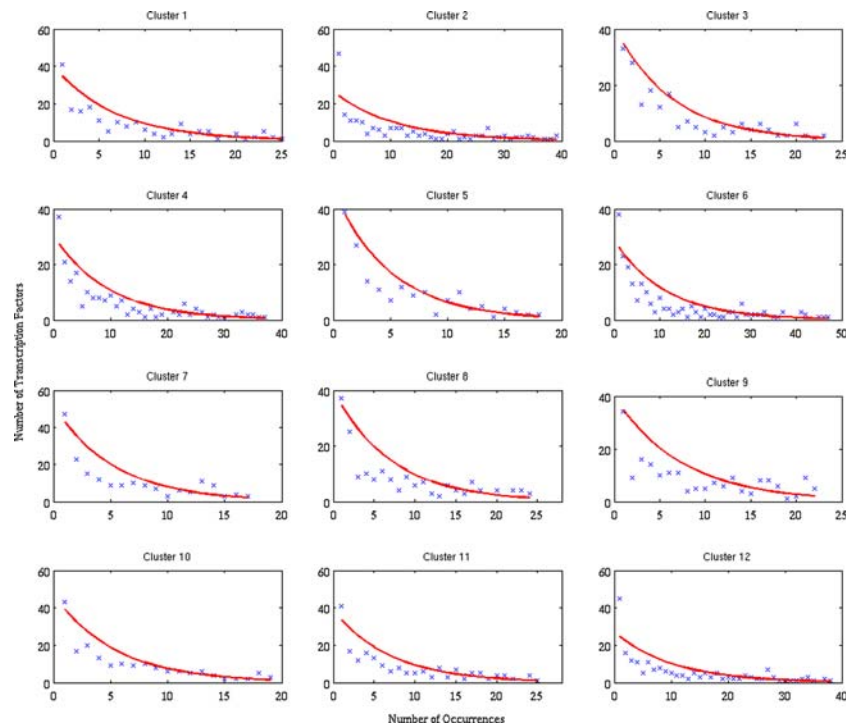 Cluster 1
60
40
20
0
0 5 10 15 20 25
Cluster 2
60
40
20
0
0 10 20 30 40
Cluster 3
40
20
0
0 5 10 15 20 25
Cluster 4
40
20
0
0 10 20 30 40
Cluster 5
40
20
0
0 5 10 15 20
Cluster 6
40
20
0
0 10 20 30 40 50
Cluster 7
60
40
20
0
0 5 10 15 20
Cluster 8
40
20
0
0 5 10 15 20 25
Cluster 9
40
20
0
0 5 10 15 20 25
Cluster 10
60
40
20
0
0 5 10 15 20
Cluster 11
60
40
20
0
0 5 10 15 20 25
Cluster 12
60
40
20
0
0 10 20 30 40
Number of Transcription Factors
Number of Occurrences